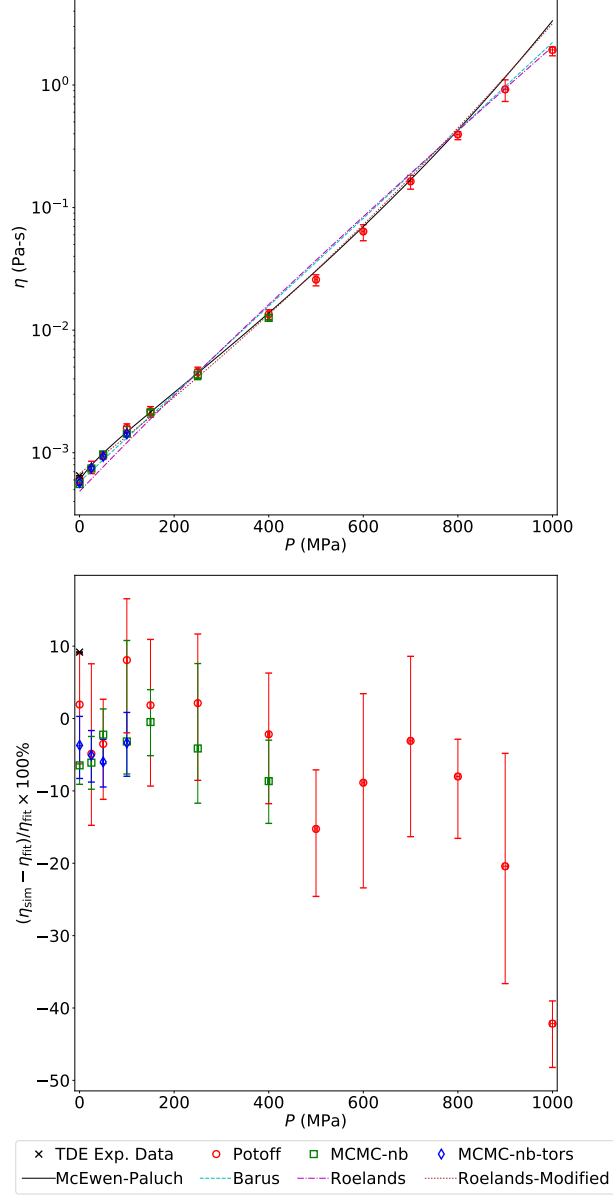 10⁰
10⁻¹
10⁻²
10⁻³
η (Pa-s)
0 200 400 600 800 1000
P (MPa)
10
0
−10
−20
−30
−40
−50
(η_sim − η_fit)/η_fit × 100%
0 200 400 600 800 1000
P (MPa)
TDE Exp. Data Potoff MCMC-nb MCMC-nb-tors
McEwen-Paluch Barus Roelands Roelands-Modified